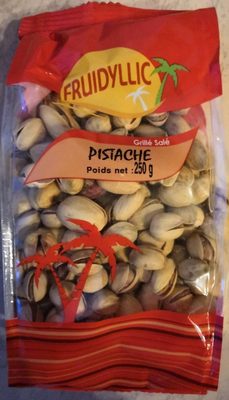 FRUIDYLLIC
Grillé Salé
PISTACHE
Poids net : 250 g